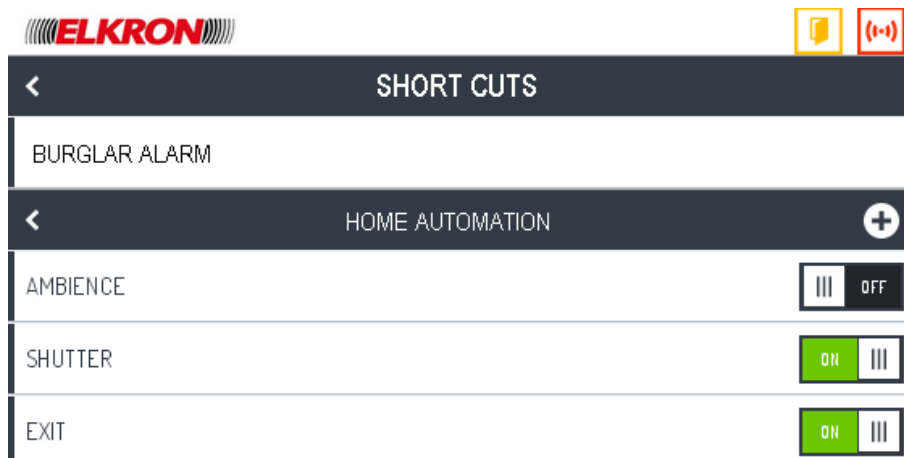 ELKRON
SHORT CUTS
BURGLAR ALARM
HOME AUTOMATION
AMBIENCE OFF
SHUTTER ON
EXIT ON